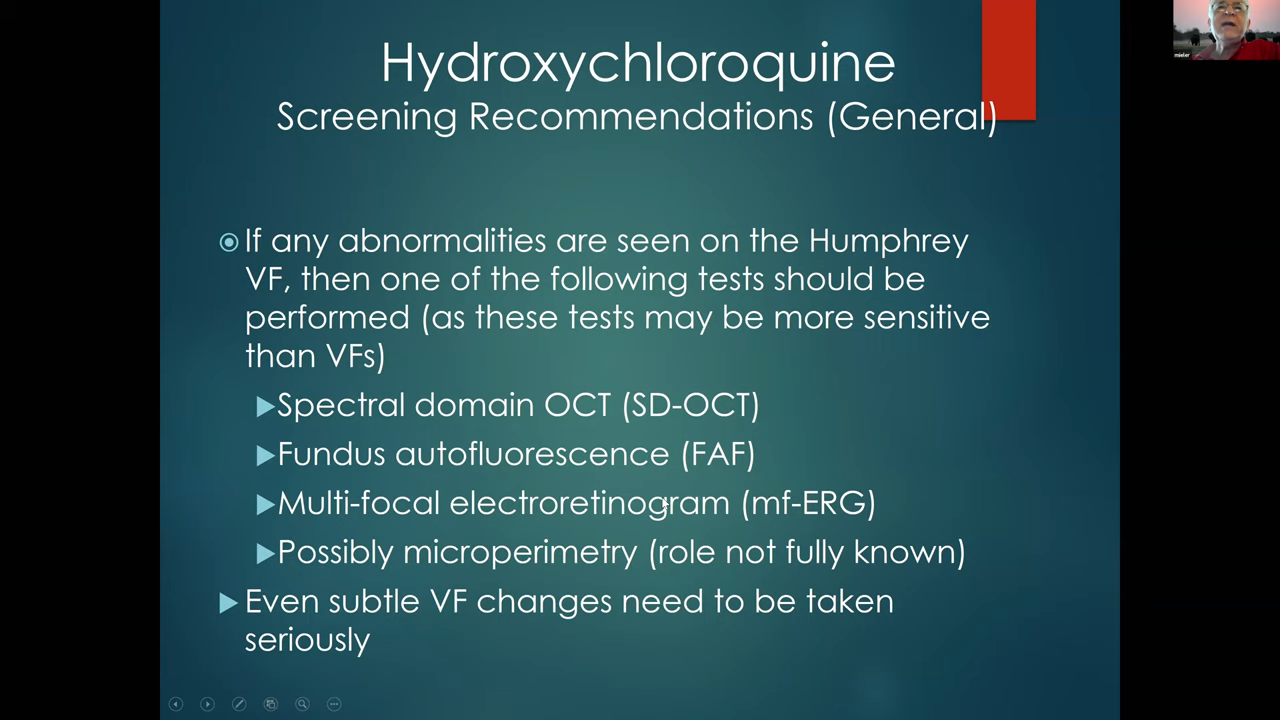 Hydroxychloroquine
Screening Recommendations (General)
If any abnormalities are seen on the Humphrey
VF, then one of the following tests should be
performed (as these tests may be more sensitive
than VFs)
Spectral domain OCT (SD-OCT)
Fundus autofluorescence (FAF)
Multi-focal electroretinogram (mf-ERG)
Possibly microperimetry (role not fully known)
Even subtle VF changes need to be taken
seriously
mieler